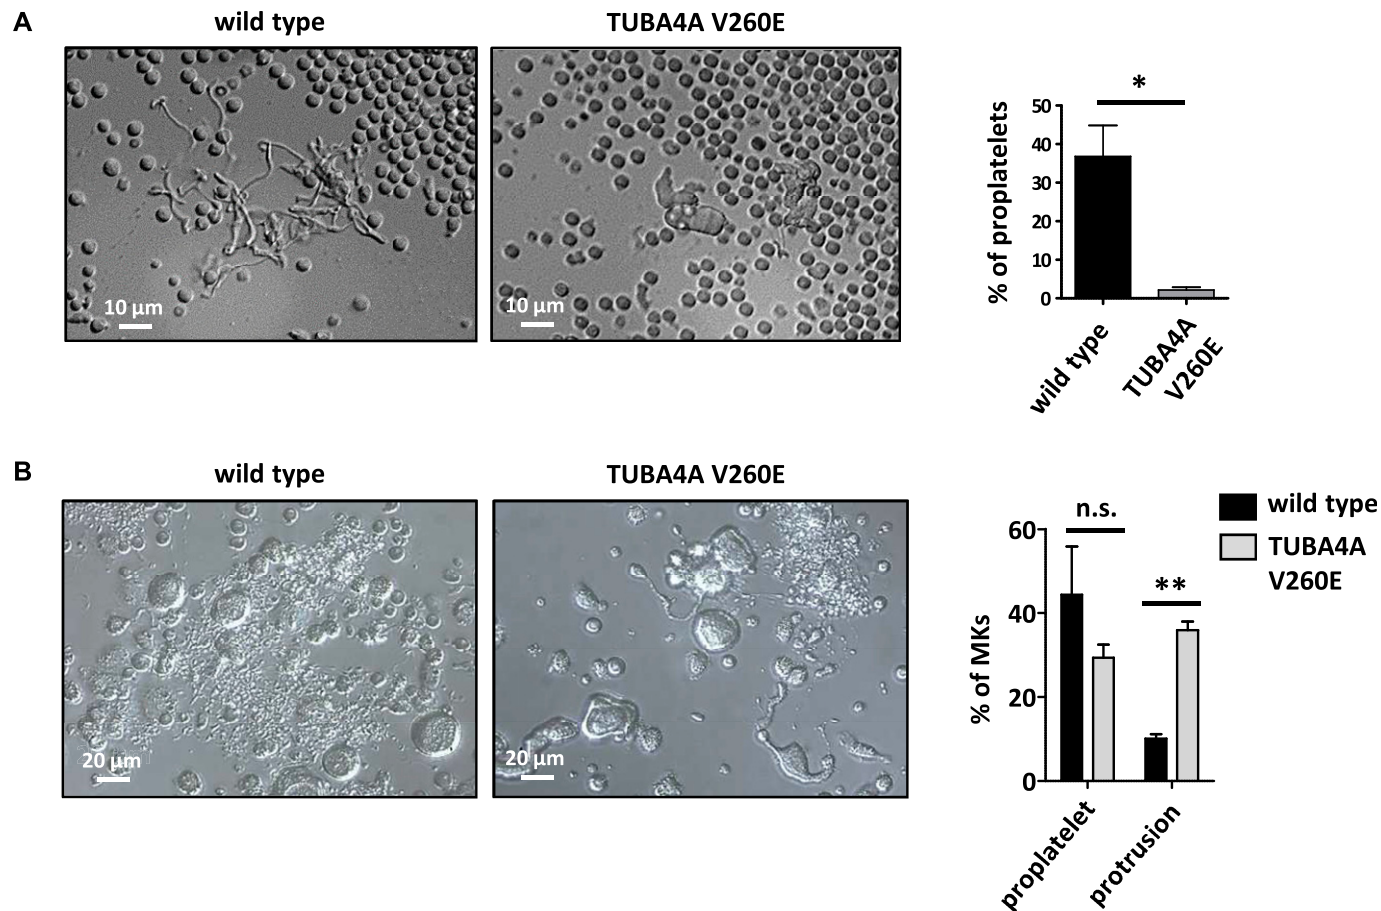 A
wild type
TUBA4A V260E
10 µm
10 µm
*
% of proplatelets
50
40
30
20
10
0
wild type
TUBA4A
V260E
B
wild type
TUBA4A V260E
20 µm
20 µm
n.s.
**
% of MKs
60
40
20
0
proplatelet
protrusion
wild type
TUBA4A
V260E